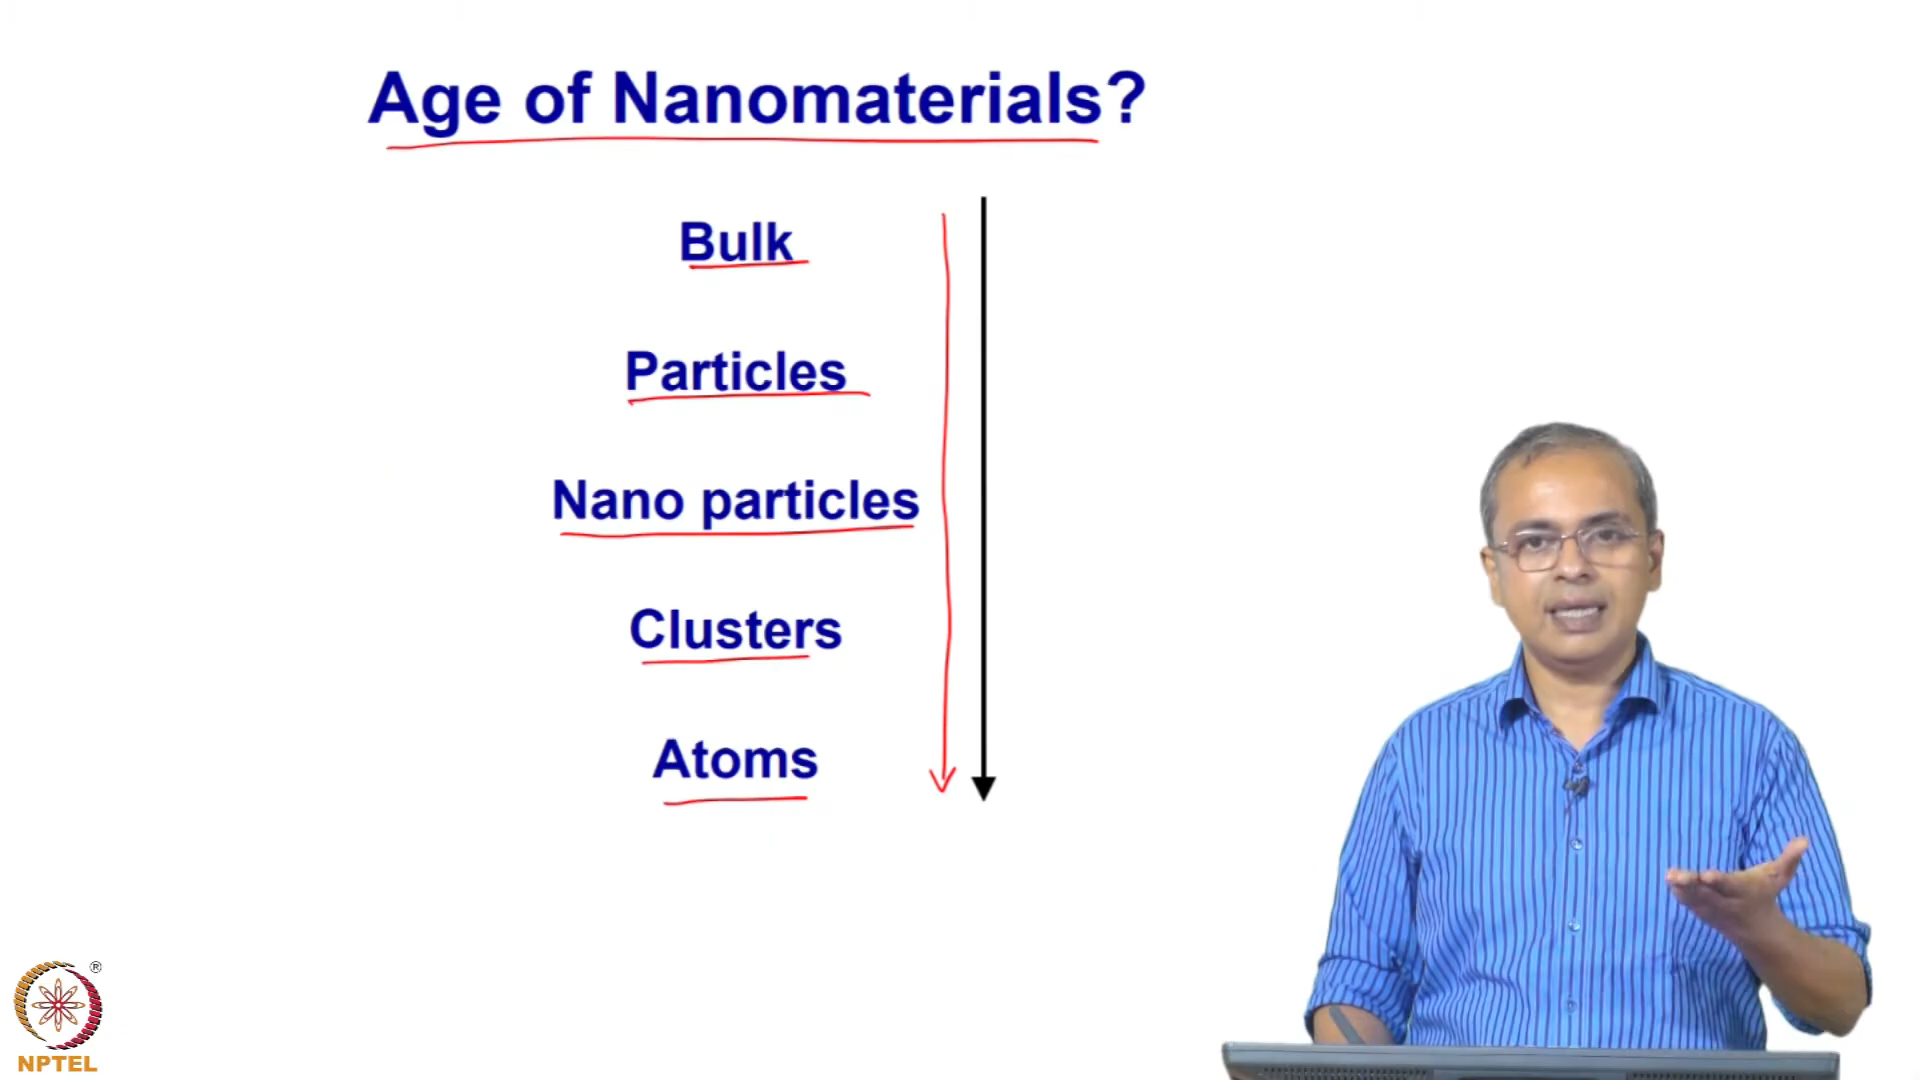 Age of Nanomaterials?
Bulk
Particles
Nano particles
Clusters
Atoms
®
NPTEL